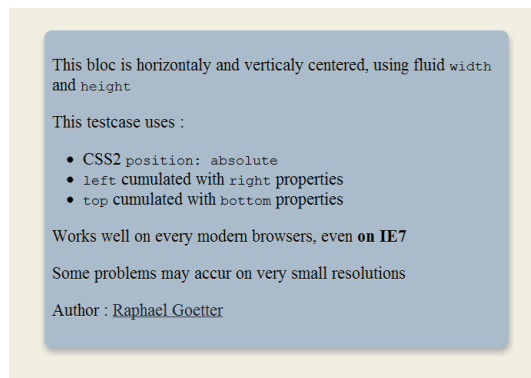 This bloc is horizontaly and verticaly centered, using fluid width
and height
This testcase uses :
• CSS2 position: absolute
• left cumulated with right properties
• top cumulated with bottom properties
Works well on every modern browsers, even on IE7
Some problems may accur on very small resolutions
Author : Raphael Goetter